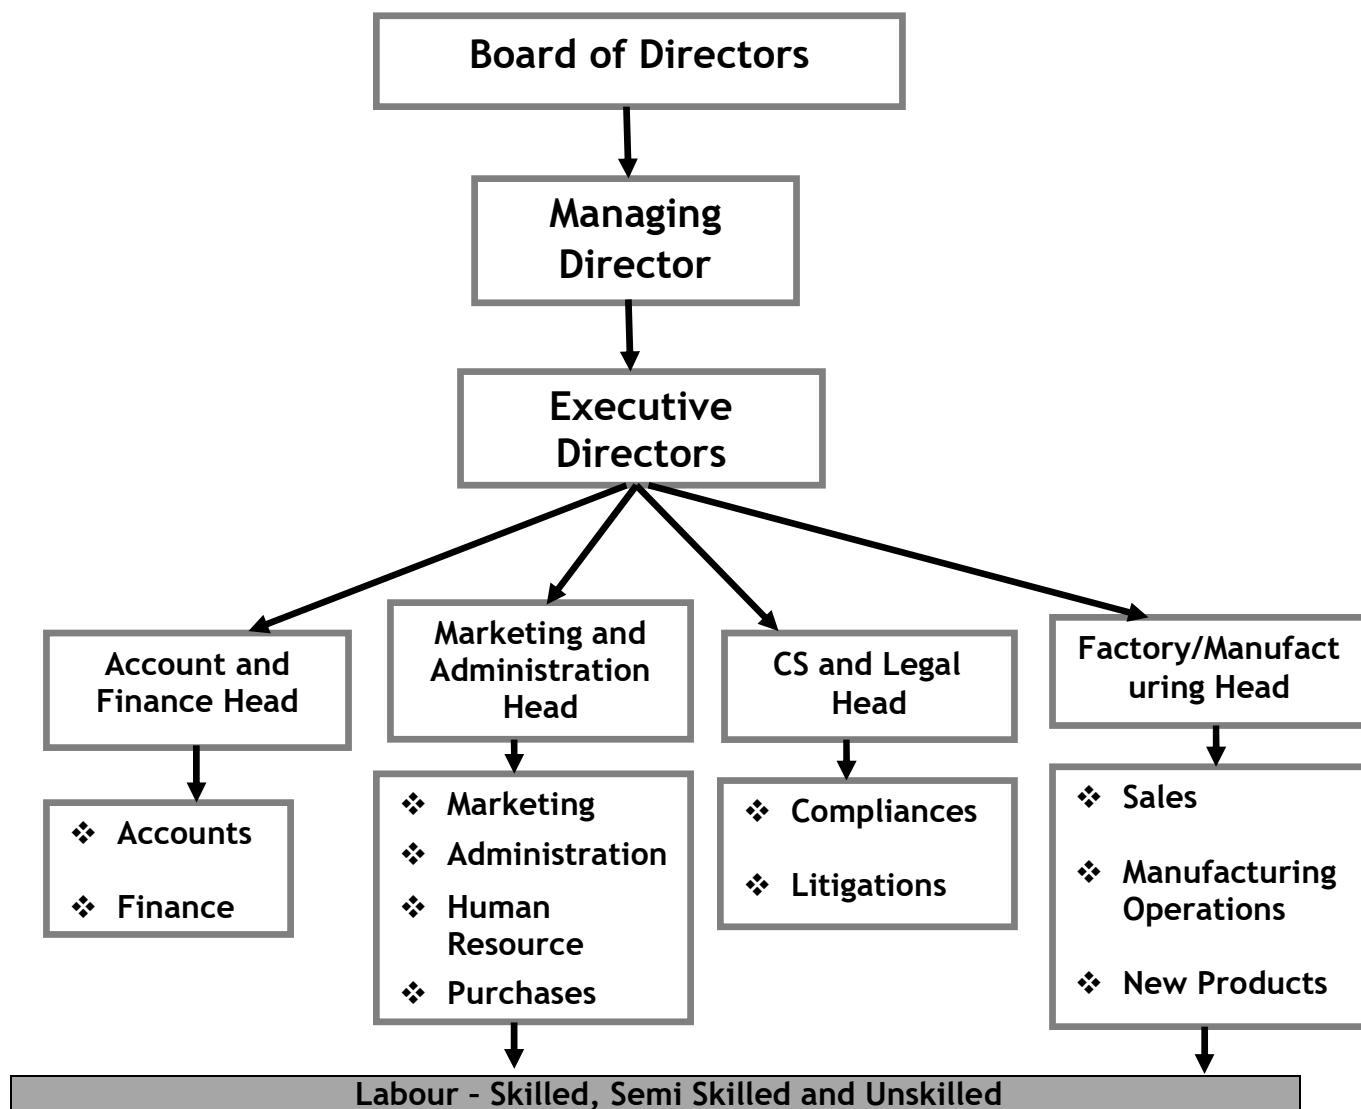 Board of Directors
Managing
Director
Executive
Directors
Account and
Finance Head
Marketing and
Administration
Head
CS and Legal
Head
Factory/Manufact
uring Head
❖ Accounts
❖ Finance
❖ Marketing
❖ Administration
❖ Human
Resource
❖ Purchases
❖ Compliances
❖ Litigations
❖ Sales
❖ Manufacturing
Operations
❖ New Products
Labour – Skilled, Semi Skilled and Unskilled